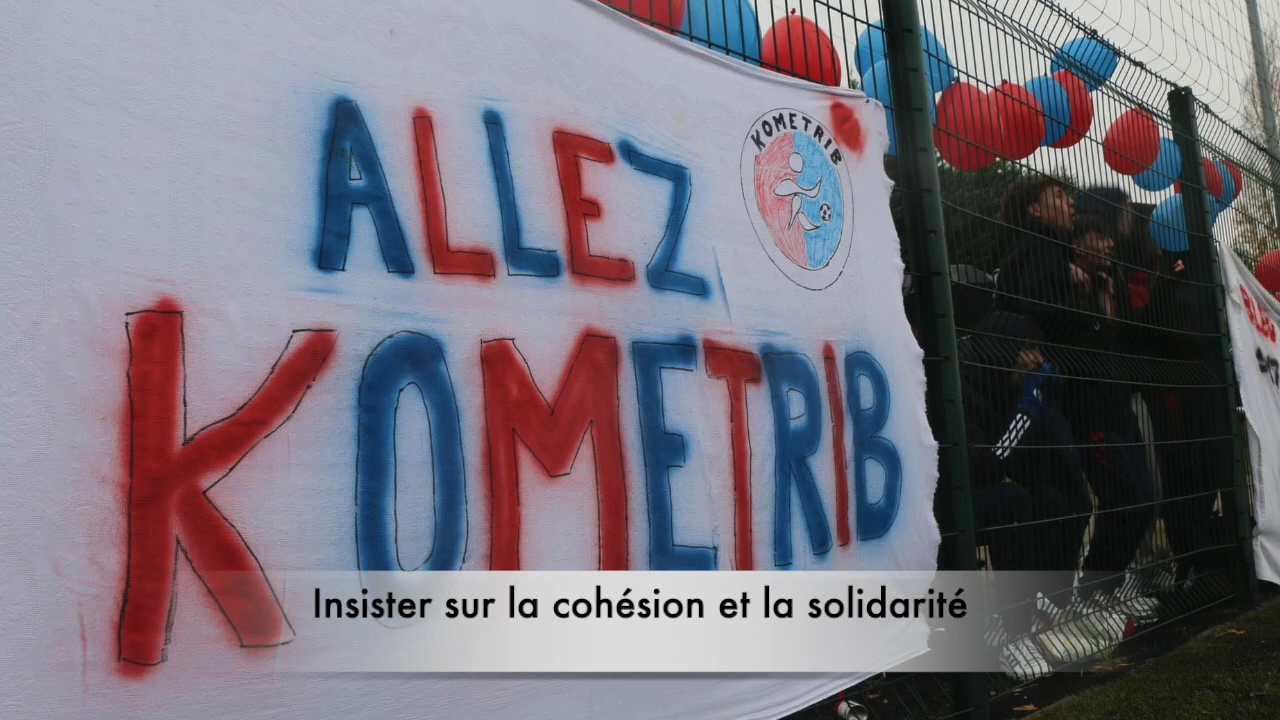 ALLEZ
KOMETRIB
KOMETRIB
Insister sur la cohésion et la solidarité